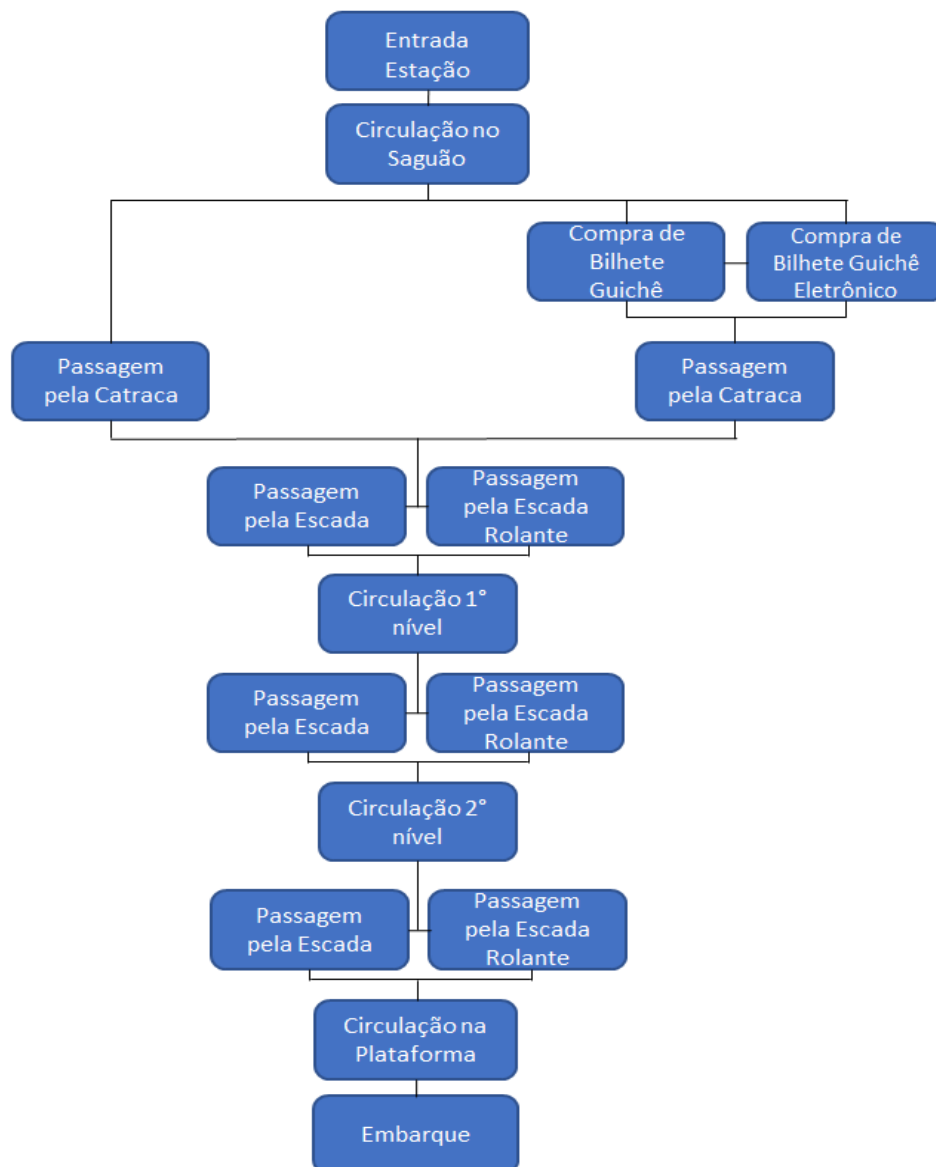 Entrada
Estação
Circulação no
Saguão
Compra de
Bilhete
Guichê
Compra de
Bilhete Guichê
Eletrônico
Passagem
pela Catraca
Passagem
pela Catraca
Passagem
pela Escada
Passagem
pela Escada
Rolante
Circulação 1°
nível
Passagem
pela Escada
Passagem
pela Escada
Rolante
Circulação 2°
nível
Passagem
pela Escada
Passagem
pela Escada
Rolante
Circulação na
Plataforma
Embarque